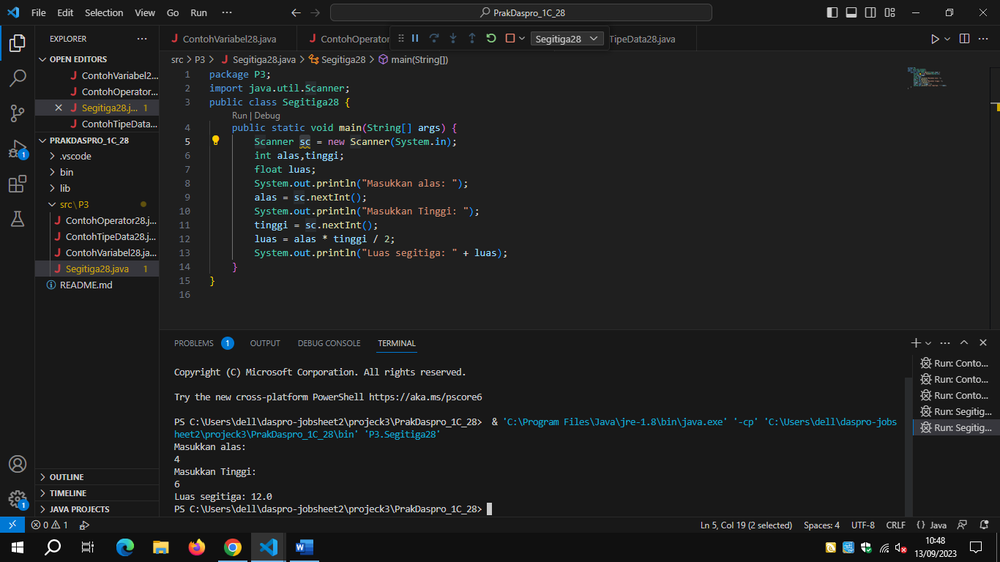 File Edit Selection View Go Run ··· PrakDaspro_1C_28
EXPLORER ···
OPEN EDITORS
ContohVariabel2...
ContohOperator...
Segitiga28.j... 1
ContohTipeData...
PRAKDASPRO_1C_28
.vscode
bin
lib
src\P3
ContohOperator28.j...
ContohTipeData28.j...
ContohVariabel28.ja...
Segitiga28.java 1
README.md
OUTLINE
TIMELINE
JAVA PROJECTS
1
1
ContohVariabel28.java ContohOperator Segitiga28 TipeData28.java
src > P3 > Segitiga28.java > Segitiga28 > main(String[])
1 package P3;
2 import java.util.Scanner;
3 public class Segitiga28 {
Run | Debug
4 public static void main(String[] args) {
5 Scanner sc = new Scanner(System.in);
6 int alas,tinggi;
7 float luas;
8 System.out.println("Masukkan alas: ");
9 alas = sc.nextInt();
10 System.out.println("Masukkan Tinggi: ");
11 tinggi = sc.nextInt();
12 luas = alas * tinggi / 2;
13 System.out.println("Luas segitiga: " + luas);
14 }
15 }
16
PROBLEMS 1 OUTPUT DEBUG CONSOLE TERMINAL
Copyright (C) Microsoft Corporation. All rights reserved.
Try the new cross-platform PowerShell https://aka.ms/pscore6
PS C:\Users\dell\daspro-jobsheet2\projeck3\PrakDaspro_1C_28> & 'C:\Program Files\Java\jre-1.8\bin\java.exe' '-cp' 'C:\Users\dell\daspro-jobs
heet2\projeck3\PrakDaspro_1C_28\bin' 'P3.Segitiga28'
Masukkan alas:
4
Masukkan Tinggi:
6
Luas segitiga: 12.0
PS C:\Users\dell\daspro-jobsheet2\projeck3\PrakDaspro_1C_28>
Run: Conto...
Run: Conto...
Run: Conto...
Run: Segitig...
Run: Segitig...
0 1 Ln 5, Col 19 (2 selected) Spaces: 4 UTF-8 CRLF {} Java
10:48
13/09/2023